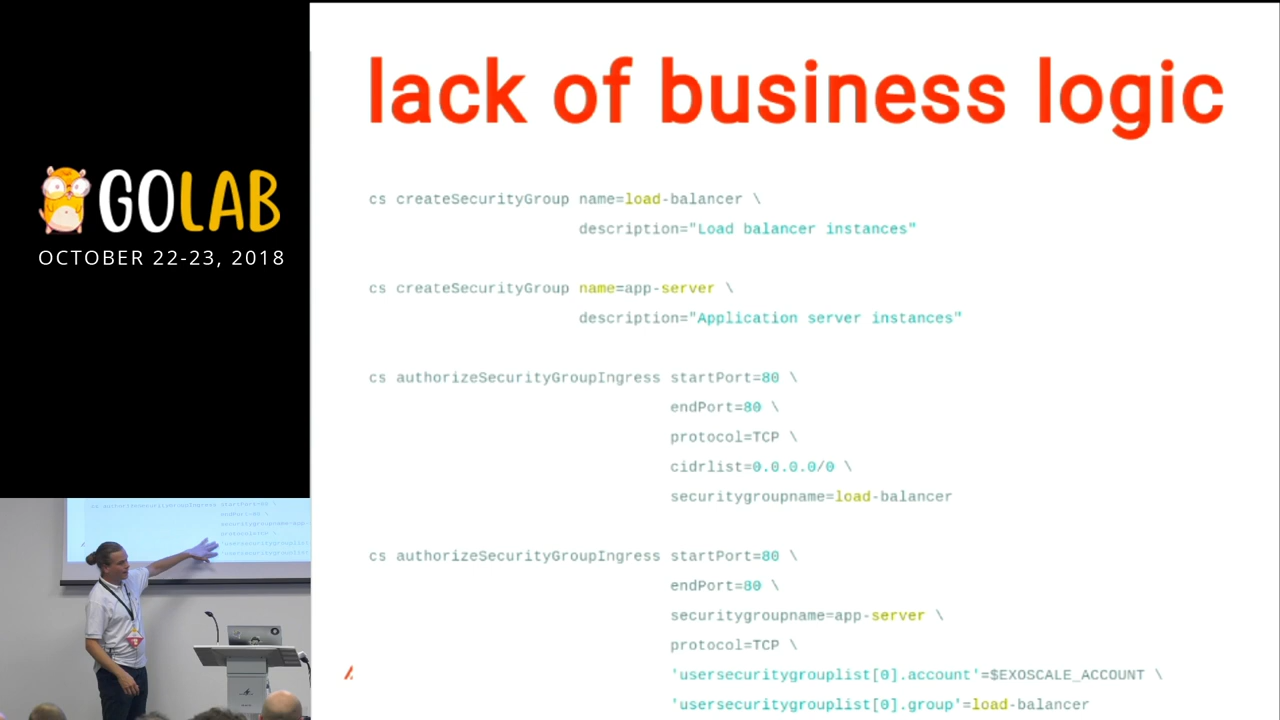 lack of business logic
GOLAB
OCTOBER 22-23, 2018
cs createSecurityGroup name=load-balancer \
description="Load balancer instances"
cs createSecurityGroup name=app-server \
description="Application server instances"
cs authorizeSecurityGroupIngress startPort=80 \
endPort=80 \
protocol=TCP \
cidrlist=0.0.0.0/0 \
securitygroupname=load-balancer
cs authorizeSecurityGroupIngress startPort=80 \
endPort=80 \
securitygroupname=app-server \
protocol=TCP \
'usersecuritygrouplist[0].account'=$EXOSCALE_ACCOUNT \
'usersecuritygrouplist[0].group'=load-balancer